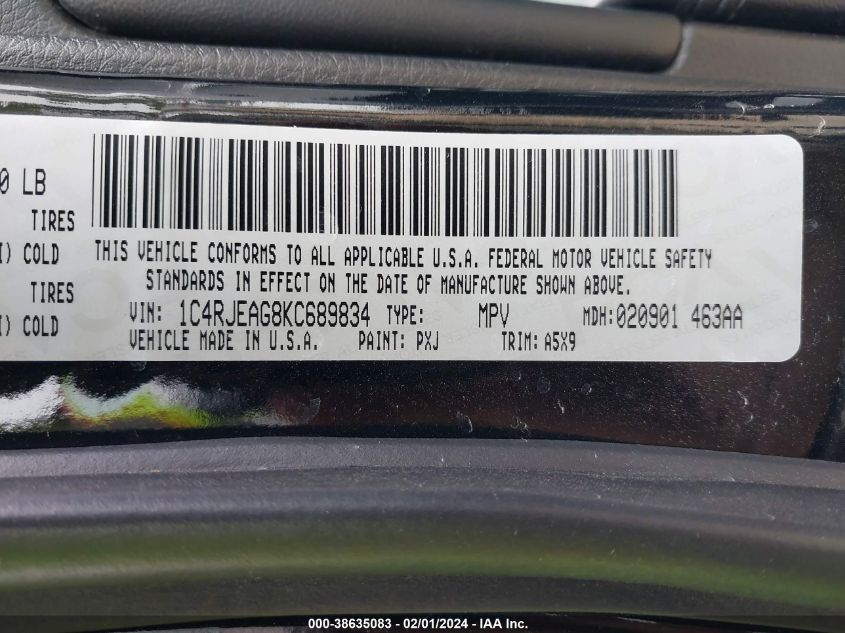 0 LB
TIRES
I) COLD
TIRES
I) COLD
THIS VEHICLE CONFORMS TO ALL APPLICABLE U.S.A. FEDERAL MOTOR VEHICLE SAFETY
STANDARDS IN EFFECT ON THE DATE OF MANUFACTURE SHOWN ABOVE.
VIN: 1C4RJEAG8KC689834 TYPE: MPV MDH:020901 463AA
VEHICLE MADE IN U.S.A. PAINT: PXJ TRIM: A5X9
000-38635083 - 02/01/2024 - IAA Inc.